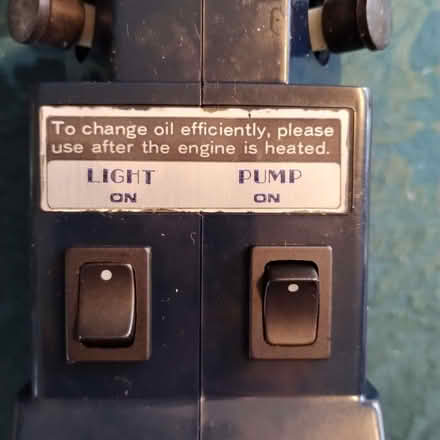 To change oil efficiently, please
use after the engine is heated.
LIGHT PUMP
ON ON